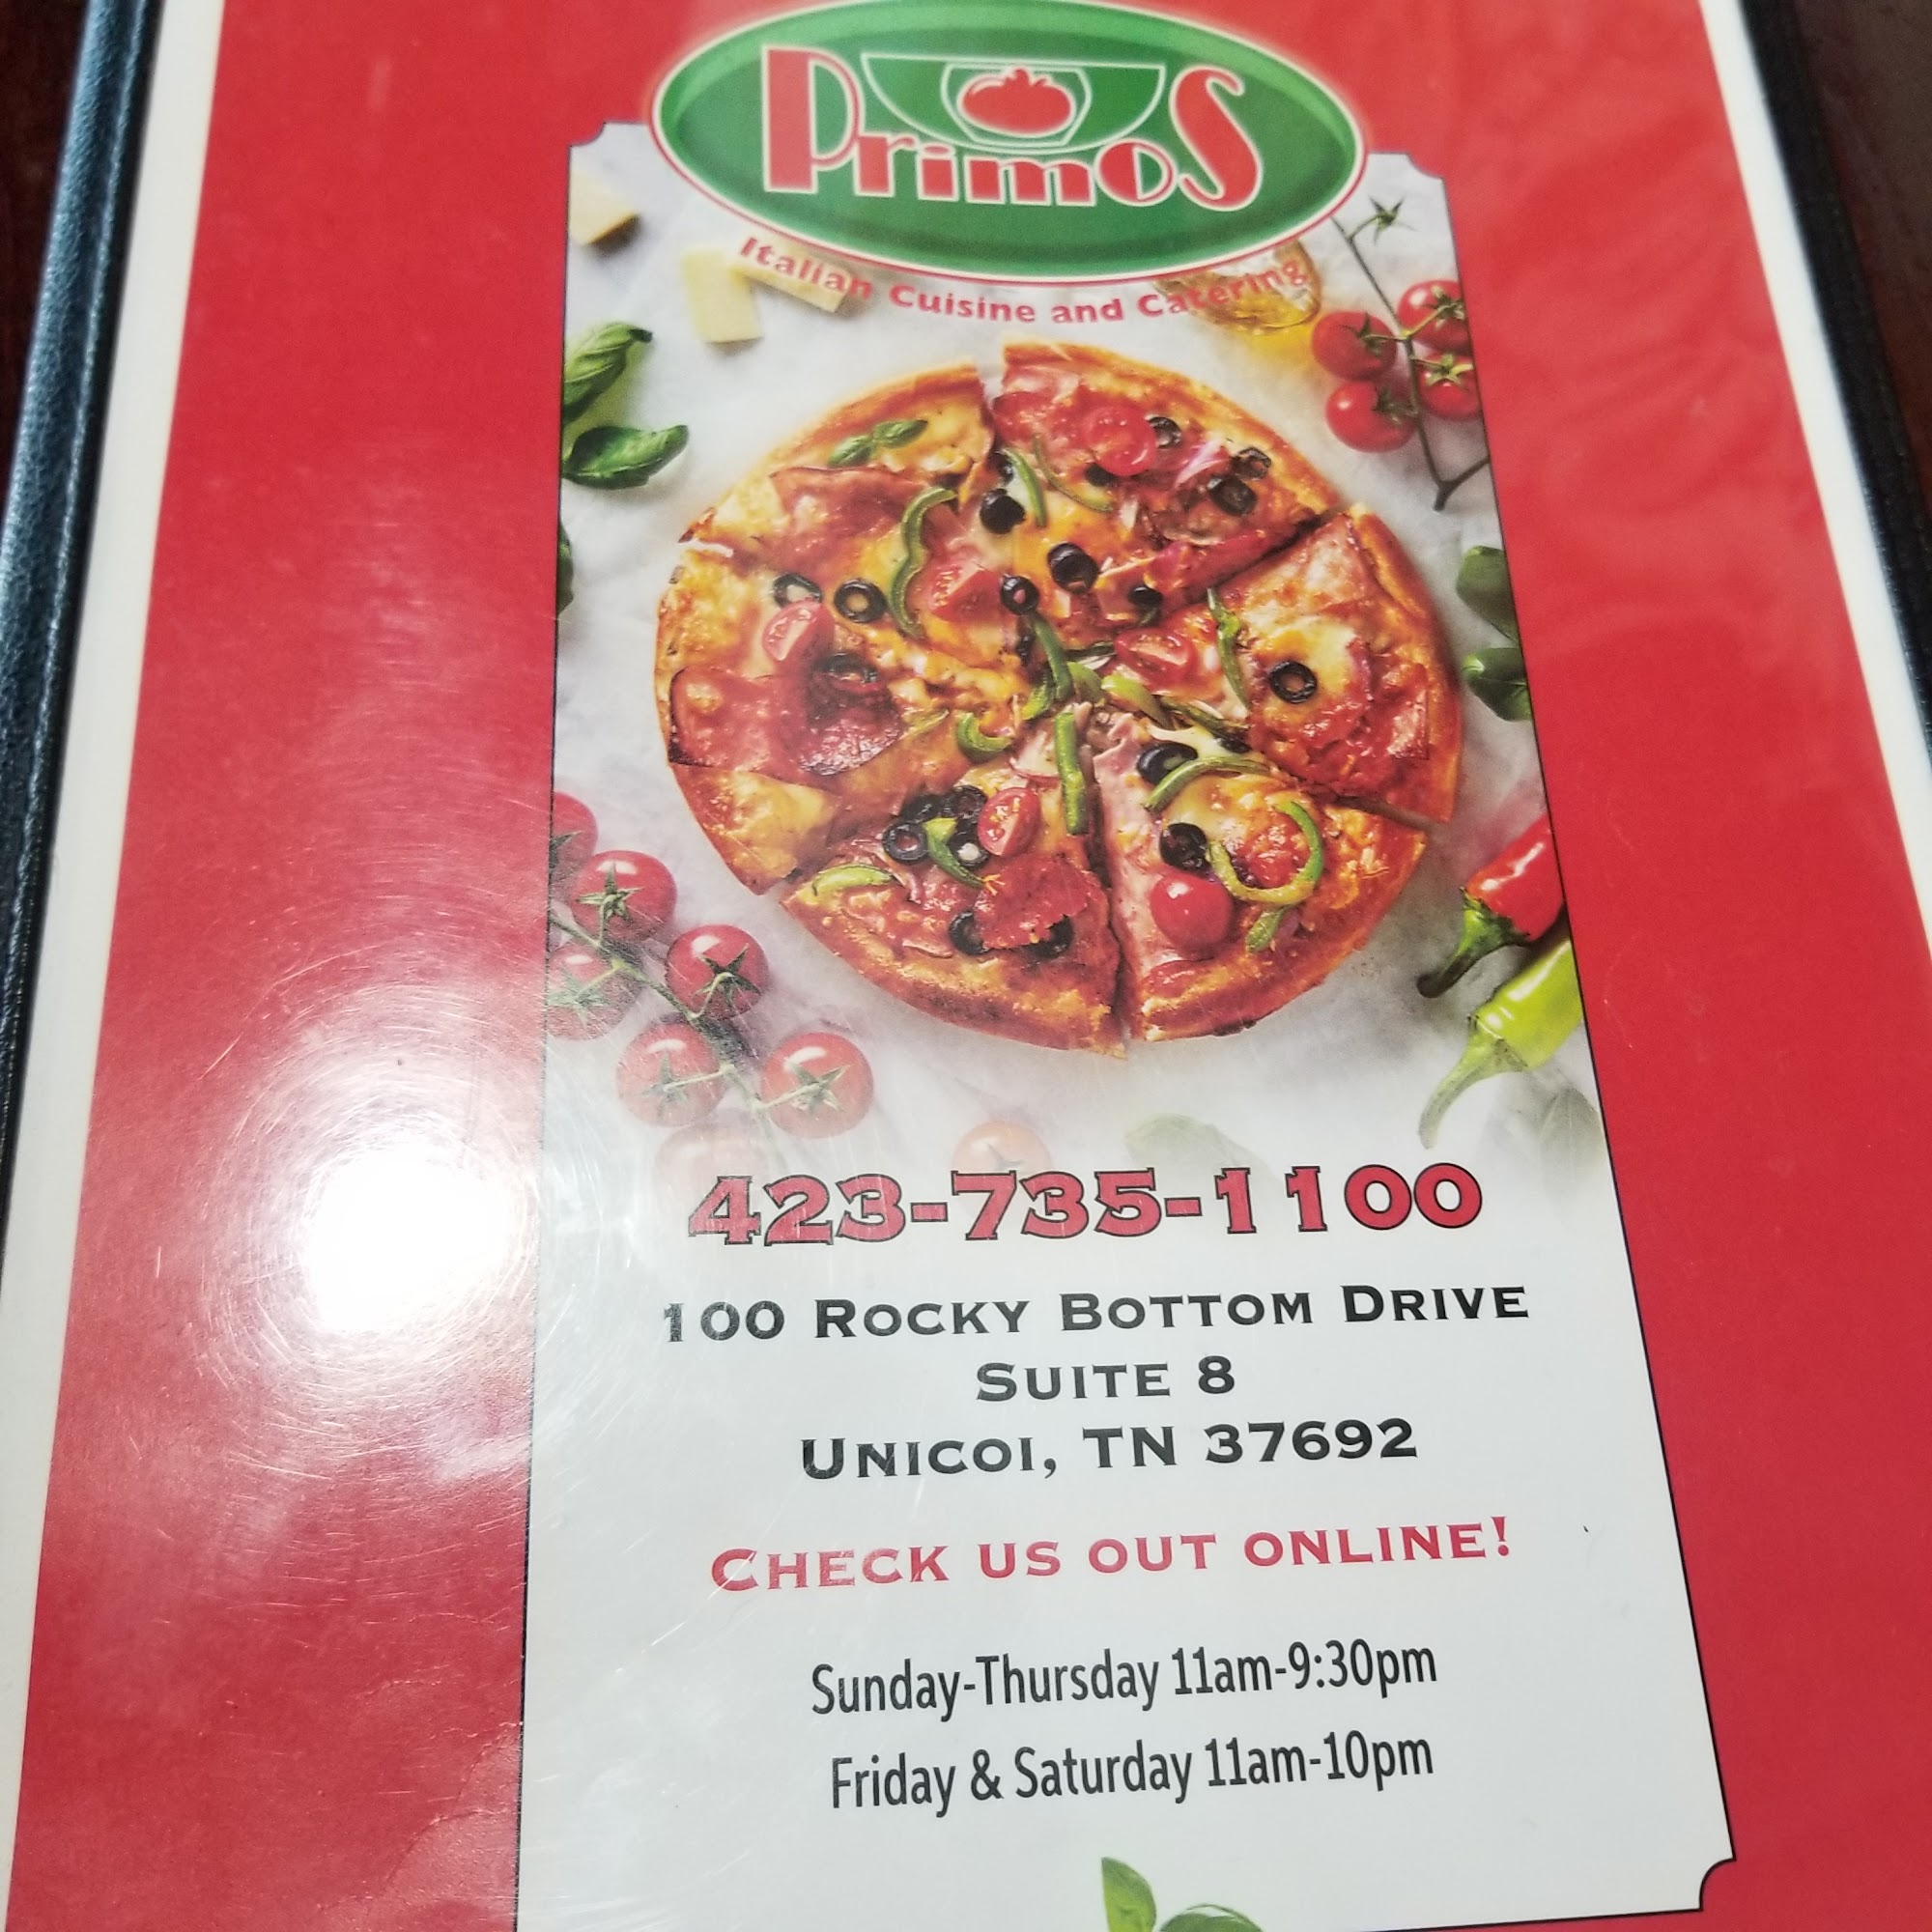 Primos
Italian Cuisine and Catering
423-735-1100
100 Rocky Bottom Drive
Suite 8
Unicoi, TN 37692
Check us out online!
Sunday-Thursday 11am-9:30pm
Friday & Saturday 11am-10pm